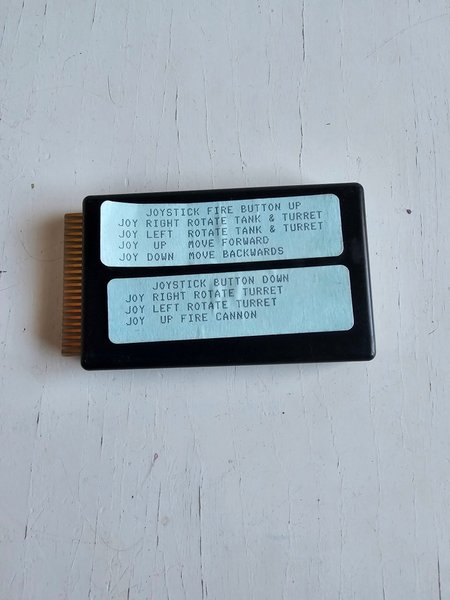 JOYSTICK FIRE BUTTON UP
JOY RIGHT ROTATE TANK & TURRET
JOY LEFT ROTATE TANK & TURRET
JOY UP MOVE FORWARD
JOY DOWN MOVE BACKWARDS
JOYSTICK BUTTON DOWN
JOY RIGHT ROTATE TURRET
JOY LEFT ROTATE TURRET
JOY UP FIRE CANNON